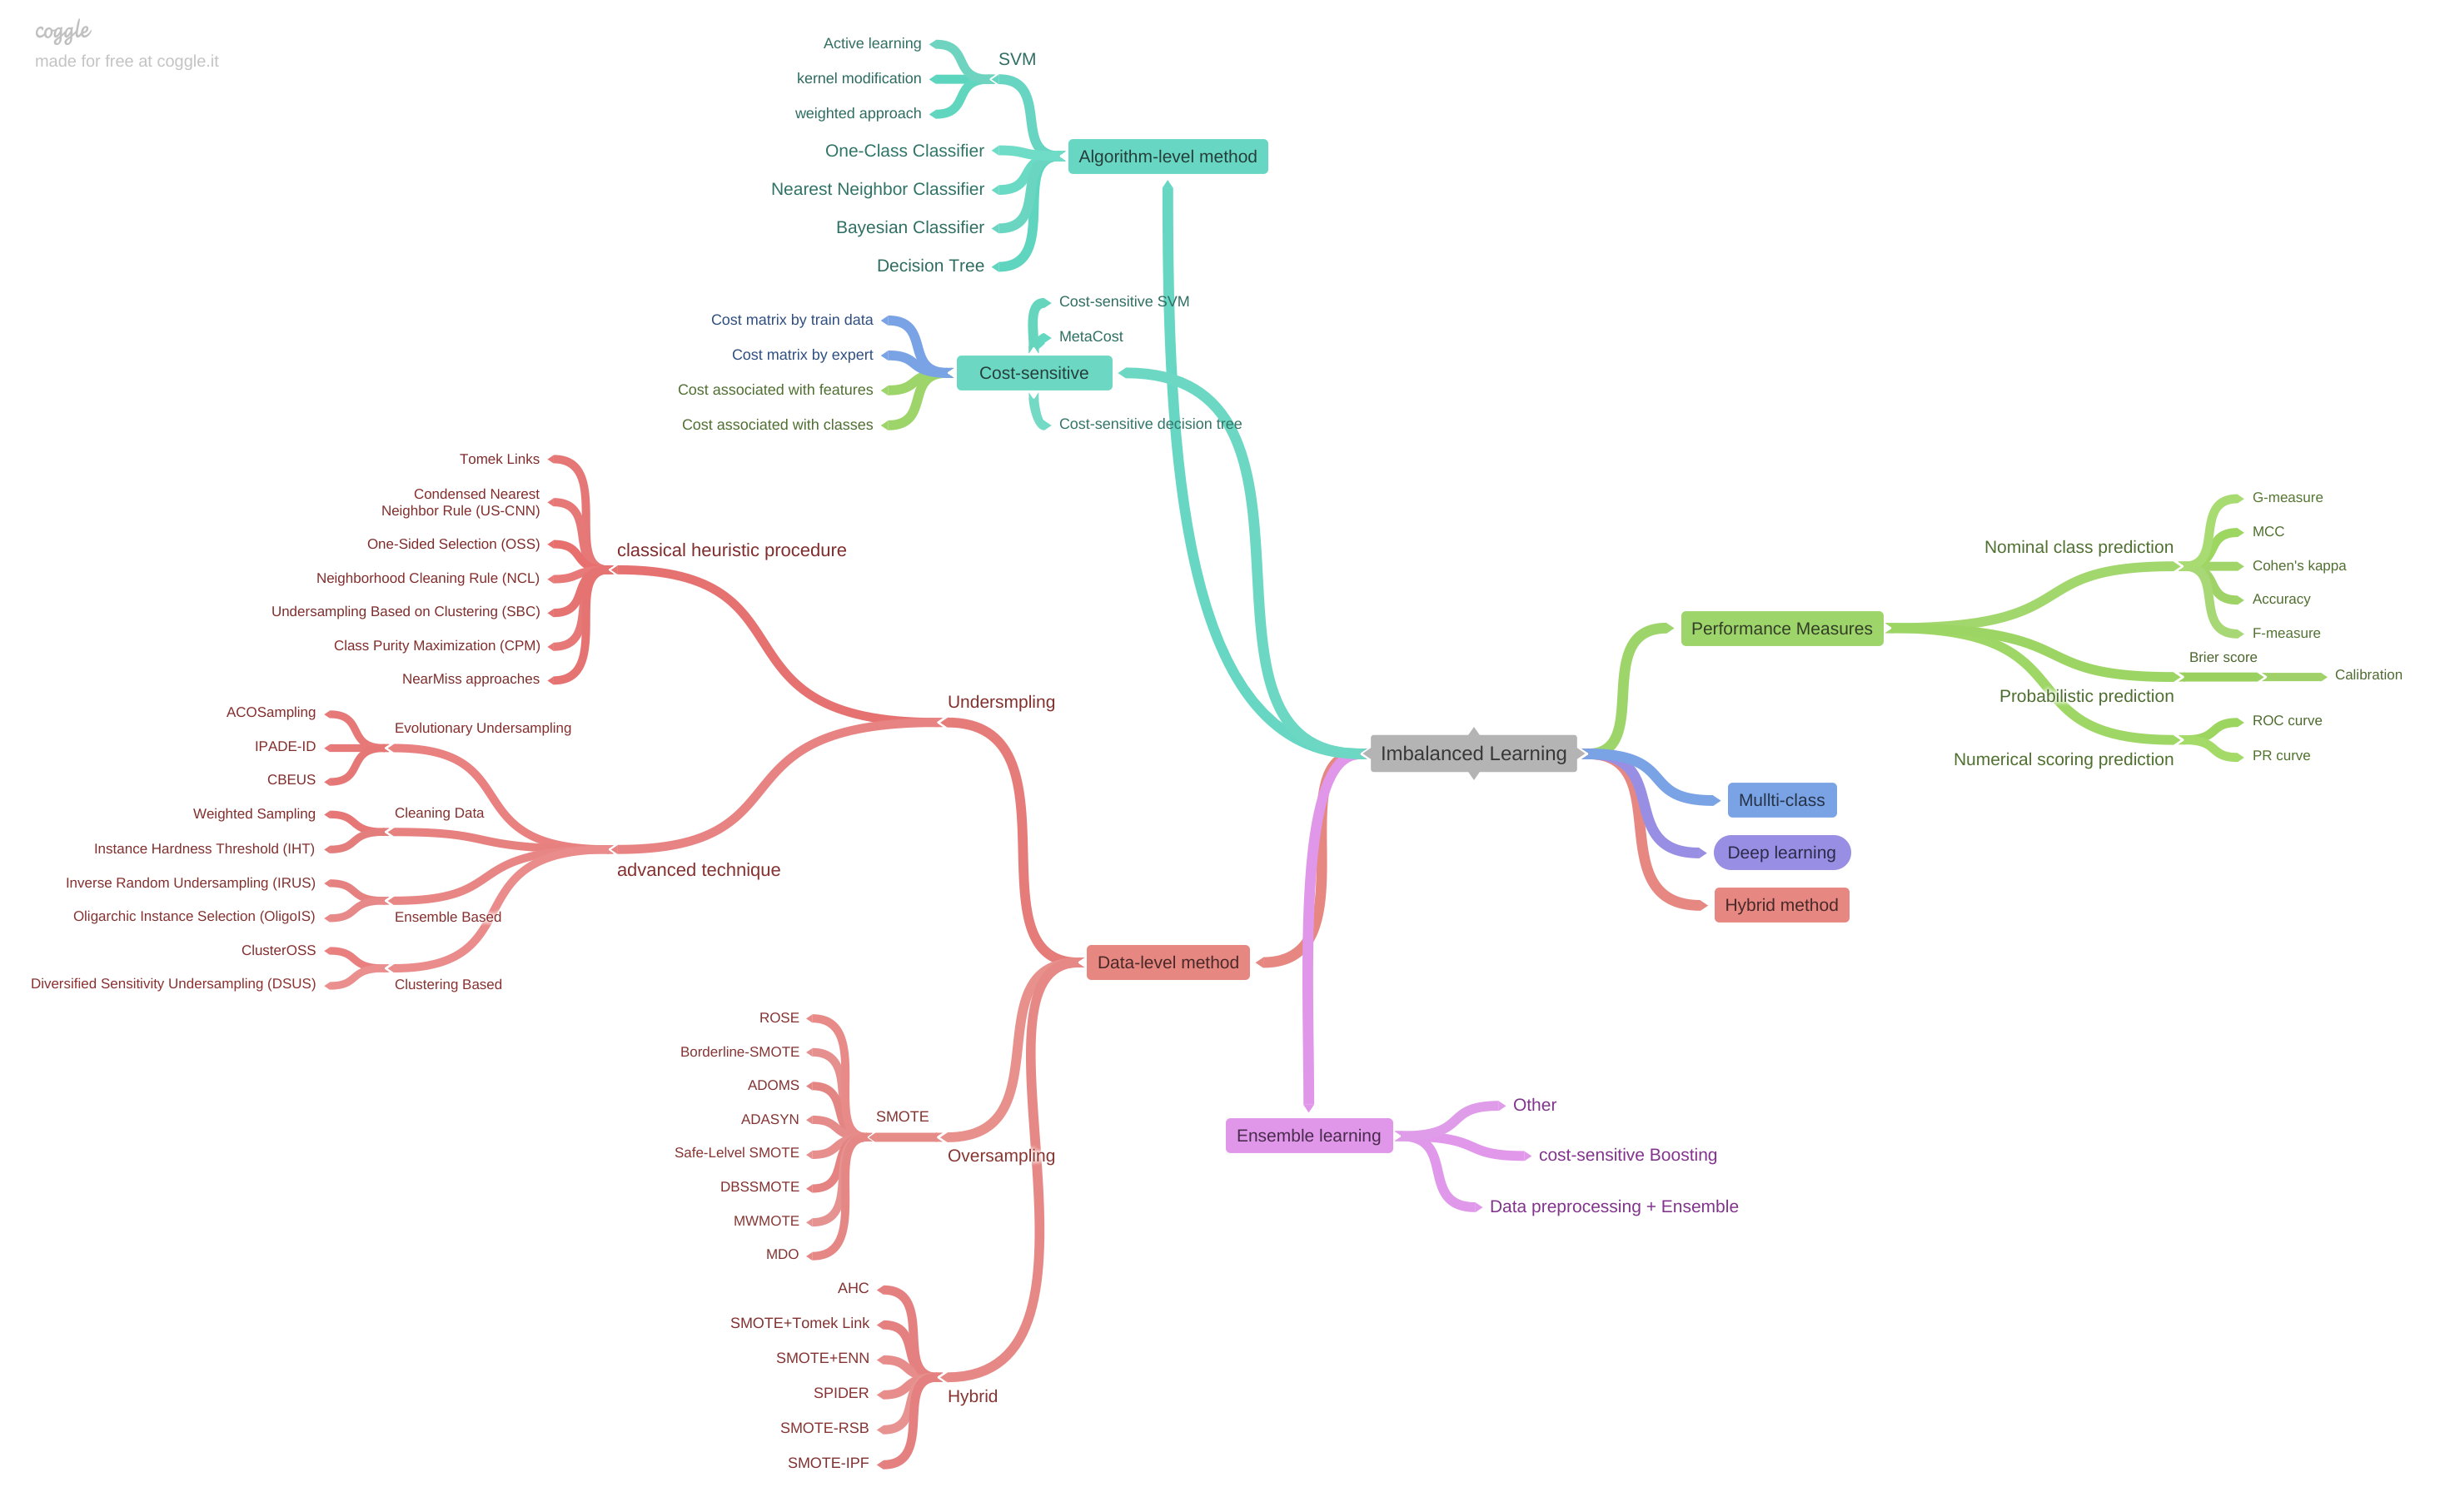 coggle
made for free at coggle.it
Active learning
SVM
kernel modification
weighted approach
One-Class Classifier
Algorithm-level method
Nearest Neighbor Classifier
Bayesian Classifier
Decision Tree
Cost-sensitive SVM
Cost matrix by train data
MetaCost
Cost matrix by expert
Cost-sensitive
Cost associated with features
Cost associated with classes
Cost-sensitive decision tree
Tomek Links
Condensed Nearest
Neighbor Rule (US-CNN)
One-Sided Selection (OSS)
classical heuristic procedure
Neighborhood Cleaning Rule (NCL)
Undersampling Based on Clustering (SBC)
Class Purity Maximization (CPM)
NearMiss approaches
Undersmpling
ACOSampling
Evolutionary Undersampling
IPADE-ID
CBEUS
Weighted Sampling
Cleaning Data
Instance Hardness Threshold (IHT)
advanced technique
Inverse Random Undersampling (IRUS)
Oligarchic Instance Selection (OligoIS)
Ensemble Based
ClusterOSS
Diversified Sensitivity Undersampling (DSUS)
Clustering Based
Data-level method
ROSE
Borderline-SMOTE
ADOMS
ADASYN
SMOTE
Safe-Lelvel SMOTE
Oversampling
DBSSMOTE
MWMOTE
MDO
AHC
SMOTE+Tomek Link
SMOTE+ENN
SPIDER
Hybrid
SMOTE-RSB
SMOTE-IPF
Imbalanced Learning
Performance Measures
Nominal class prediction
G-measure
MCC
Cohen's kappa
Accuracy
F-measure
Brier score
Calibration
Probabilistic prediction
ROC curve
PR curve
Numerical scoring prediction
Mullti-class
Deep learning
Hybrid method
Ensemble learning
Other
cost-sensitive Boosting
Data preprocessing + Ensemble